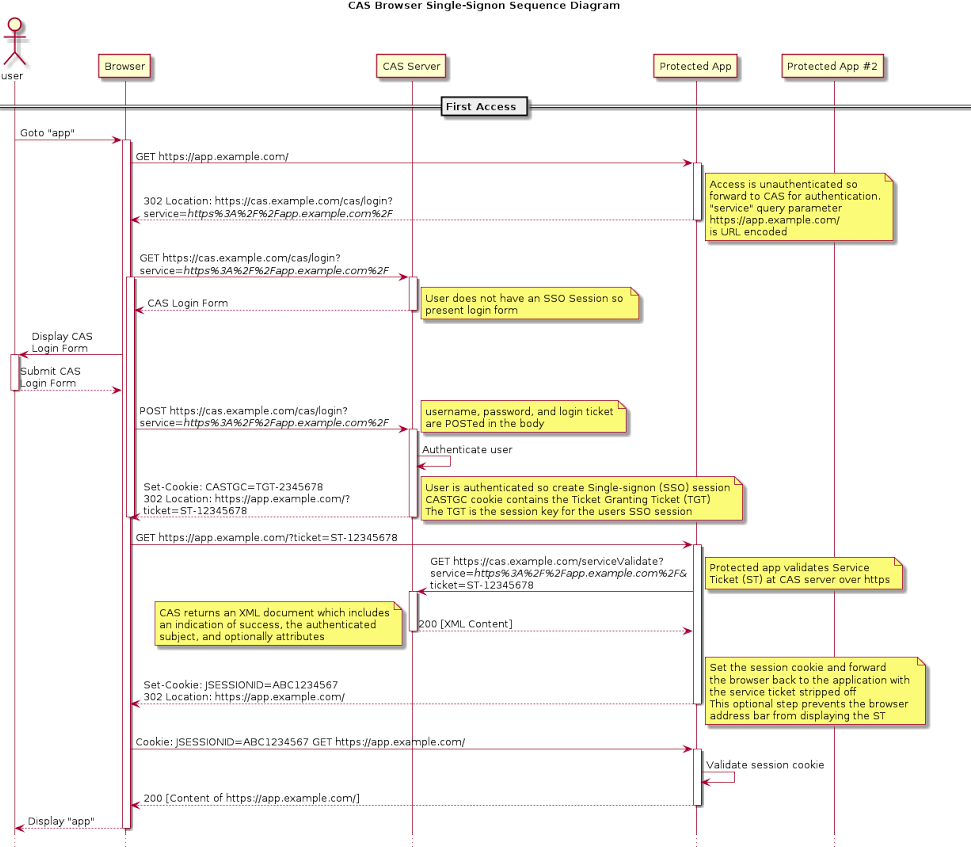 CAS Browser Single-Signon Sequence Diagram
user
Browser
CAS Server
Protected App
Protected App #2
First Access
Goto "app"
GET https://app.example.com/
Access is unauthenticated so
forward to CAS for authentication.
"service" query parameter
https://app.example.com/
is URL encoded
302 Location: https://cas.example.com/cas/login?
service=https%3A%2F%2Fapp.example.com%2F
GET https://cas.example.com/cas/login?
service=https%3A%2F%2Fapp.example.com%2F
User does not have an SSO Session so
present login form
CAS Login Form
Display CAS
Login Form
Submit CAS
Login Form
POST https://cas.example.com/cas/login?
service=https%3A%2F%2Fapp.example.com%2F
username, password, and login ticket
are POSTed in the body
Authenticate user
Set-Cookie: CASTGC=TGT-2345678
302 Location: https://app.example.com/?
ticket=ST-12345678
User is authenticated so create Single-signon (SSO) session
CASTGC cookie contains the Ticket Granting Ticket (TGT)
The TGT is the session key for the users SSO session
GET https://app.example.com/?ticket=ST-12345678
GET https://cas.example.com/serviceValidate?
service=https%3A%2F%2Fapp.example.com%2F&
ticket=ST-12345678
Protected app validates Service
Ticket (ST) at CAS server over https
CAS returns an XML document which includes
an indication of success, the authenticated
subject, and optionally attributes
200 [XML Content]
Set the session cookie and forward
the browser back to the application with
the service ticket stripped off
This optional step prevents the browser
address bar from displaying the ST
Set-Cookie: JSESSIONID=ABC1234567
302 Location: https://app.example.com/
Cookie: JSESSIONID=ABC1234567 GET https://app.example.com/
Validate session cookie
200 [Content of https://app.example.com/]
Display "app"